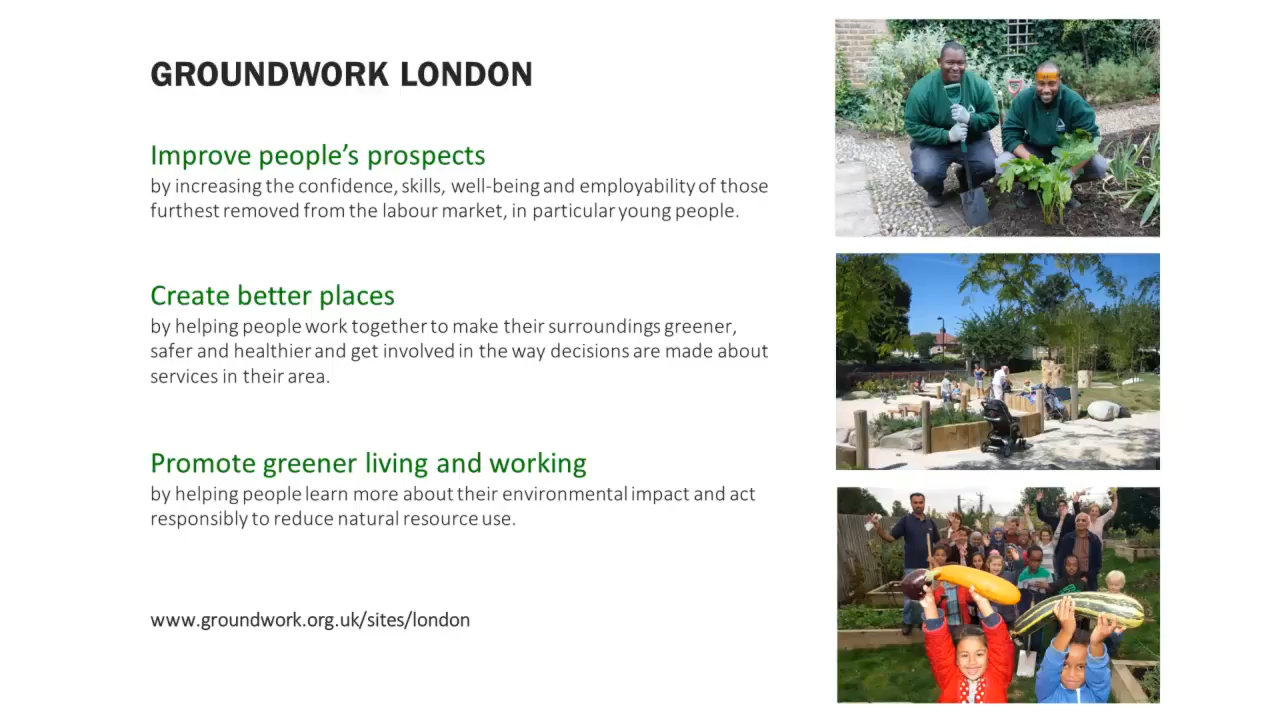 GROUNDWORK LONDON
Improve people’s prospects
by increasing the confidence, skills, well-being and employability of those
furthest removed from the labour market, in particular young people.
Create better places
by helping people work together to make their surroundings greener,
safer and healthier and get involved in the way decisions are made about
services in their area.
Promote greener living and working
by helping people learn more about their environmental impact and act
responsibly to reduce natural resource use.
www.groundwork.org.uk/sites/london